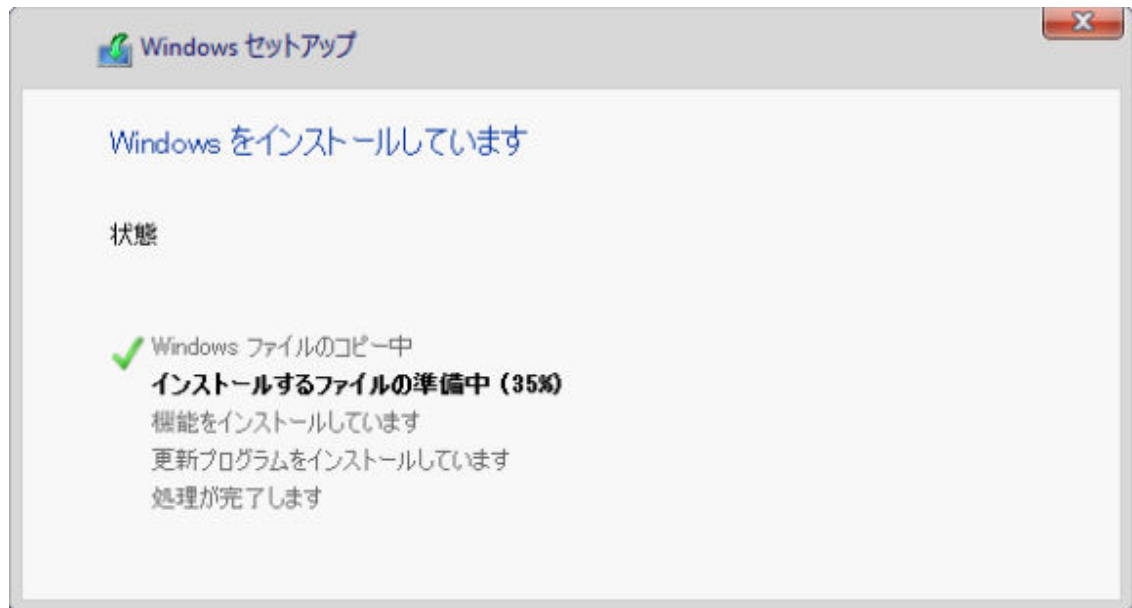 Windows セットアップ
Windows をインストールしています
状態
Windows ファイルのコピー中
インストールするファイルの準備中 (35%)
機能をインストールしています
更新プログラムをインストールしています
処理が完了します